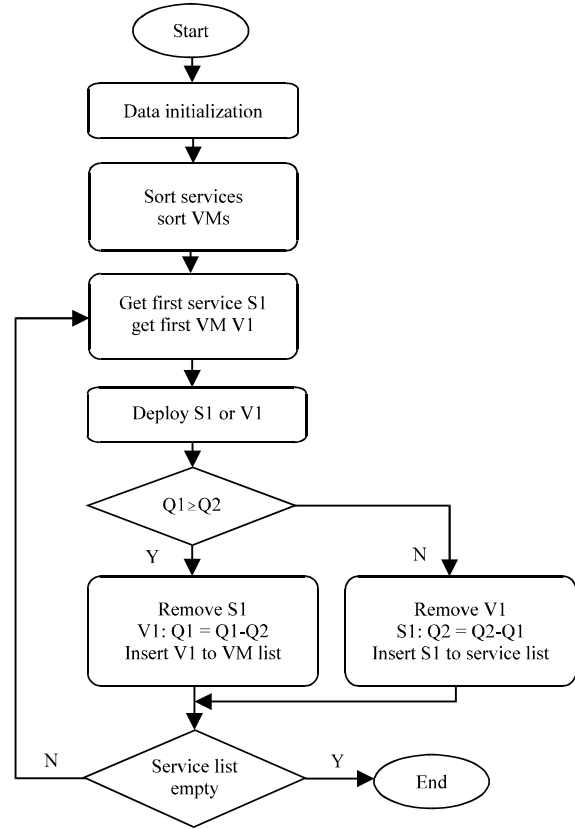 Start
Data initialization
Sort services
sort VMs
Get first service S1
get first VM V1
Deploy S1 or V1
Q1≥Q2
Y
N
Remove S1
V1: Q1 = Q1-Q2
Insert V1 to VM list
Remove V1
S1: Q2 = Q2-Q1
Insert S1 to service list
N
Service list
empty
Y
End